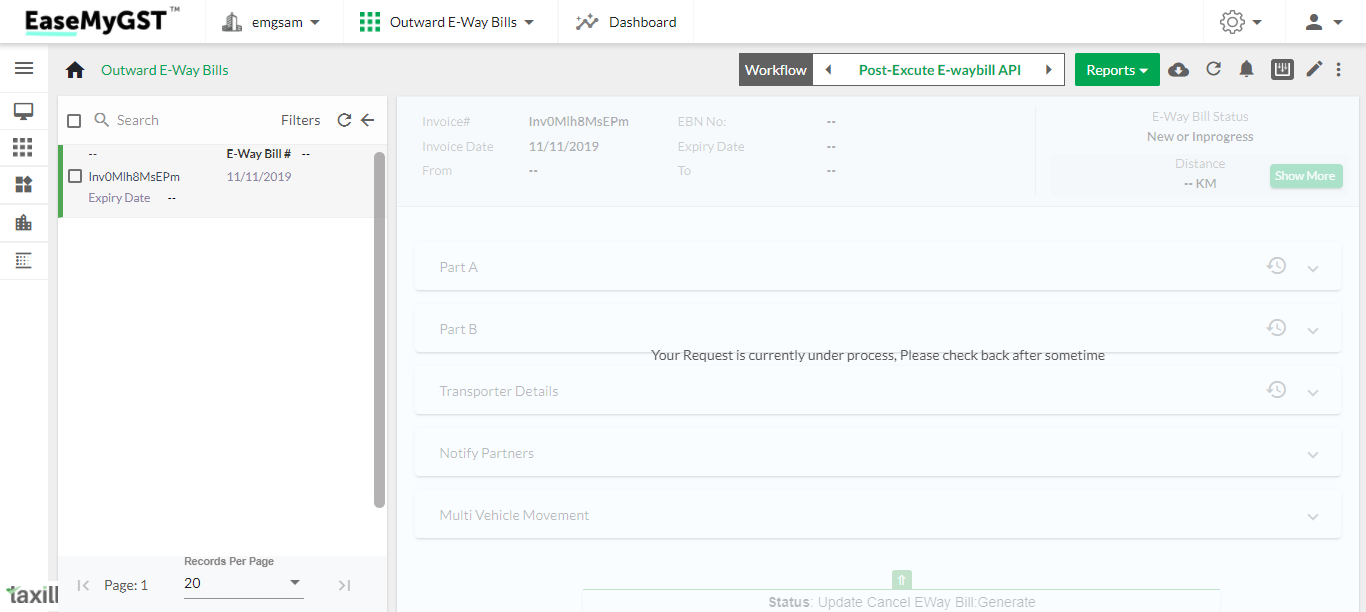 EaseMyGST™ emgsam Outward E-Way Bills Dashboard
Outward E-Way Bills Workflow Post-Excute E-waybill API Reports
Search Filters
-- E-Way Bill # --
Inv0Mlh8MsEPm 11/11/2019
Expiry Date --
Invoice# Inv0Mlh8MsEPm EBN No: --
Invoice Date 11/11/2019 Expiry Date --
From -- To --
E-Way Bill Status
New or Inprogress
Distance
-- KM
Show More
Part A
Part B
Your Request is currently under process, Please check back after sometime
Transporter Details
Notify Partners
Multi Vehicle Movement
Records Per Page
Page: 1 20
taxill
Status: Update Cancel EWay Bill:Generate